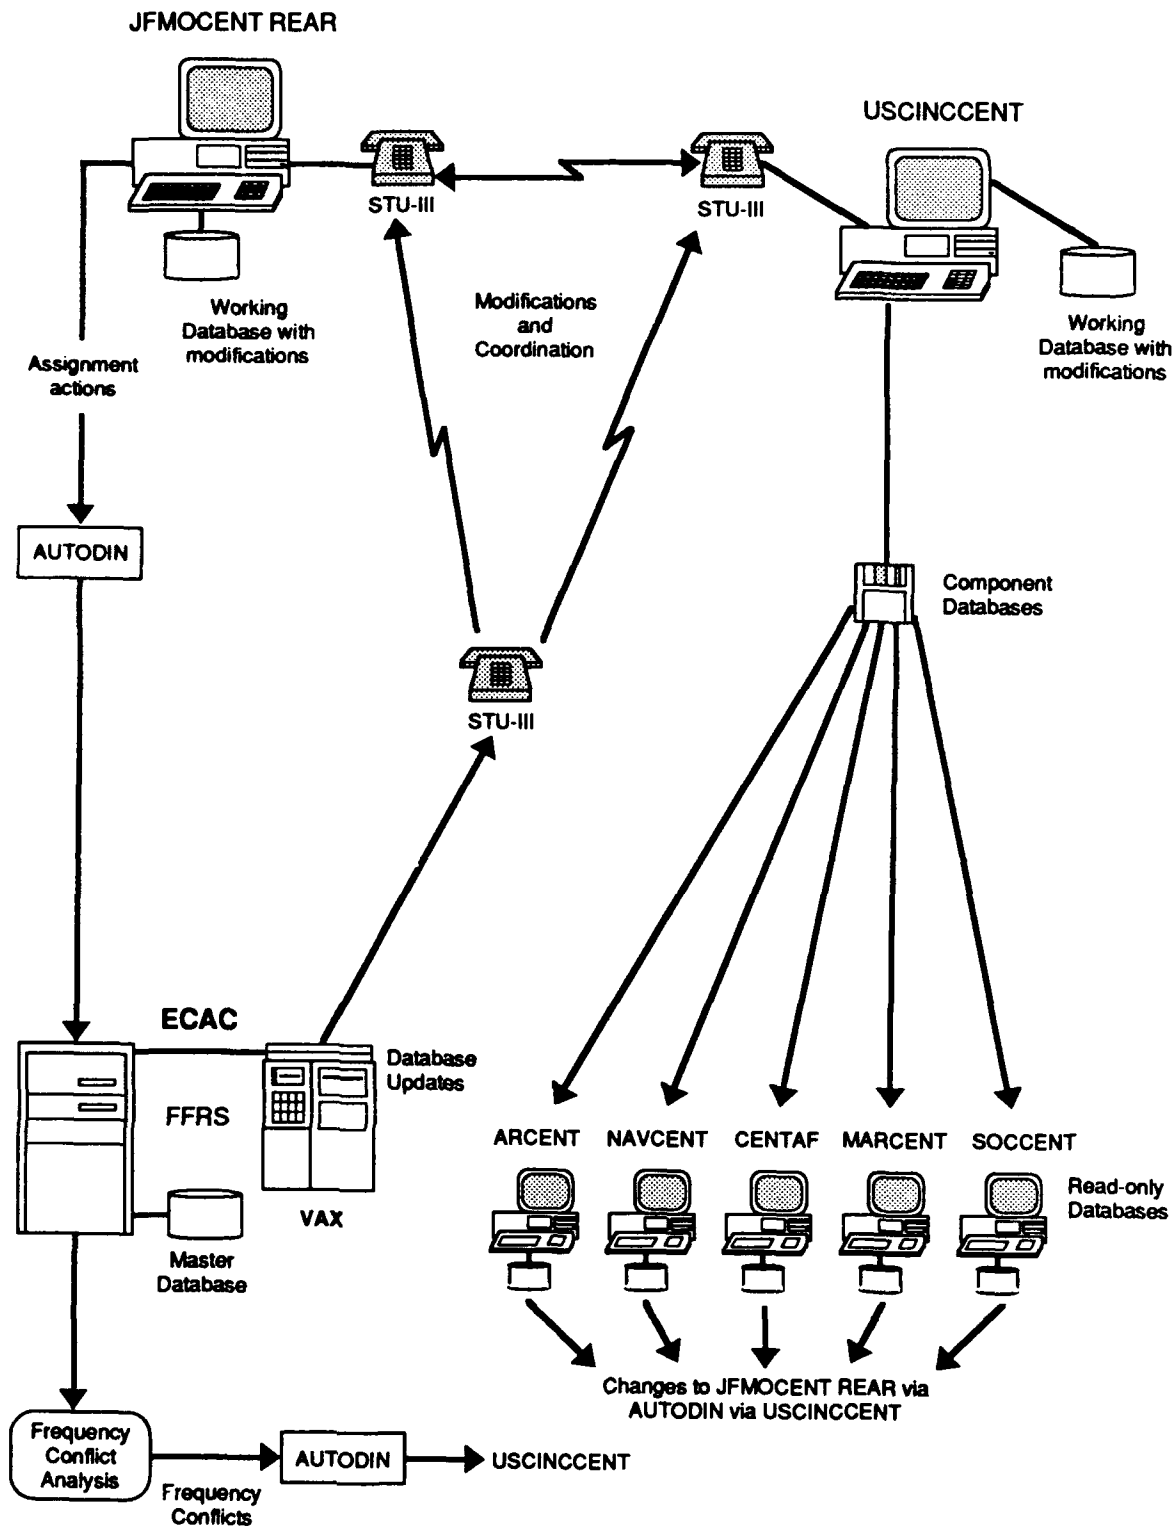 JFMOCENT REAR
USCINCCENT
STU-III
STU-III
Working
Database with
modifications
Modifications
and
Coordination
Working
Database with
modifications
Assignment
actions
AUTODIN
Component
Databases
STU-III
ECAC
Database
Updates
FFRS
VAX
Master
Database
ARCENT
NAVCENT
CENTAF
MARCENT
SOCCENT
Read-only
Databases
Changes to JFMOCENT REAR via
AUTODIN via USCINCCENT
Frequency
Conflict
Analysis
Frequency
Conflicts
AUTODIN
USCINCCENT